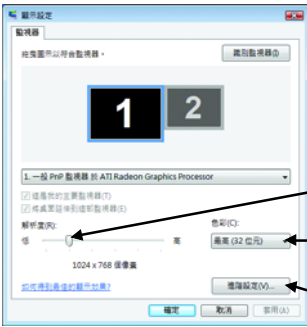 顯示設定
監視器
拖曳圖示以符合監視器。
識別監視器(I)
1
2
1. 一般 PnP 監視器 於 ATI Radeon Graphics Processor
這是我的主要監視器(T)
將桌面延伸到這部監視器(E)
解析度(R):
色彩(C):
低
高
最高 (32 位元)
1024 x 768 個像素
如何得到最佳的顯示效果?
進階設定(V)...
確定
取消
套用(A)